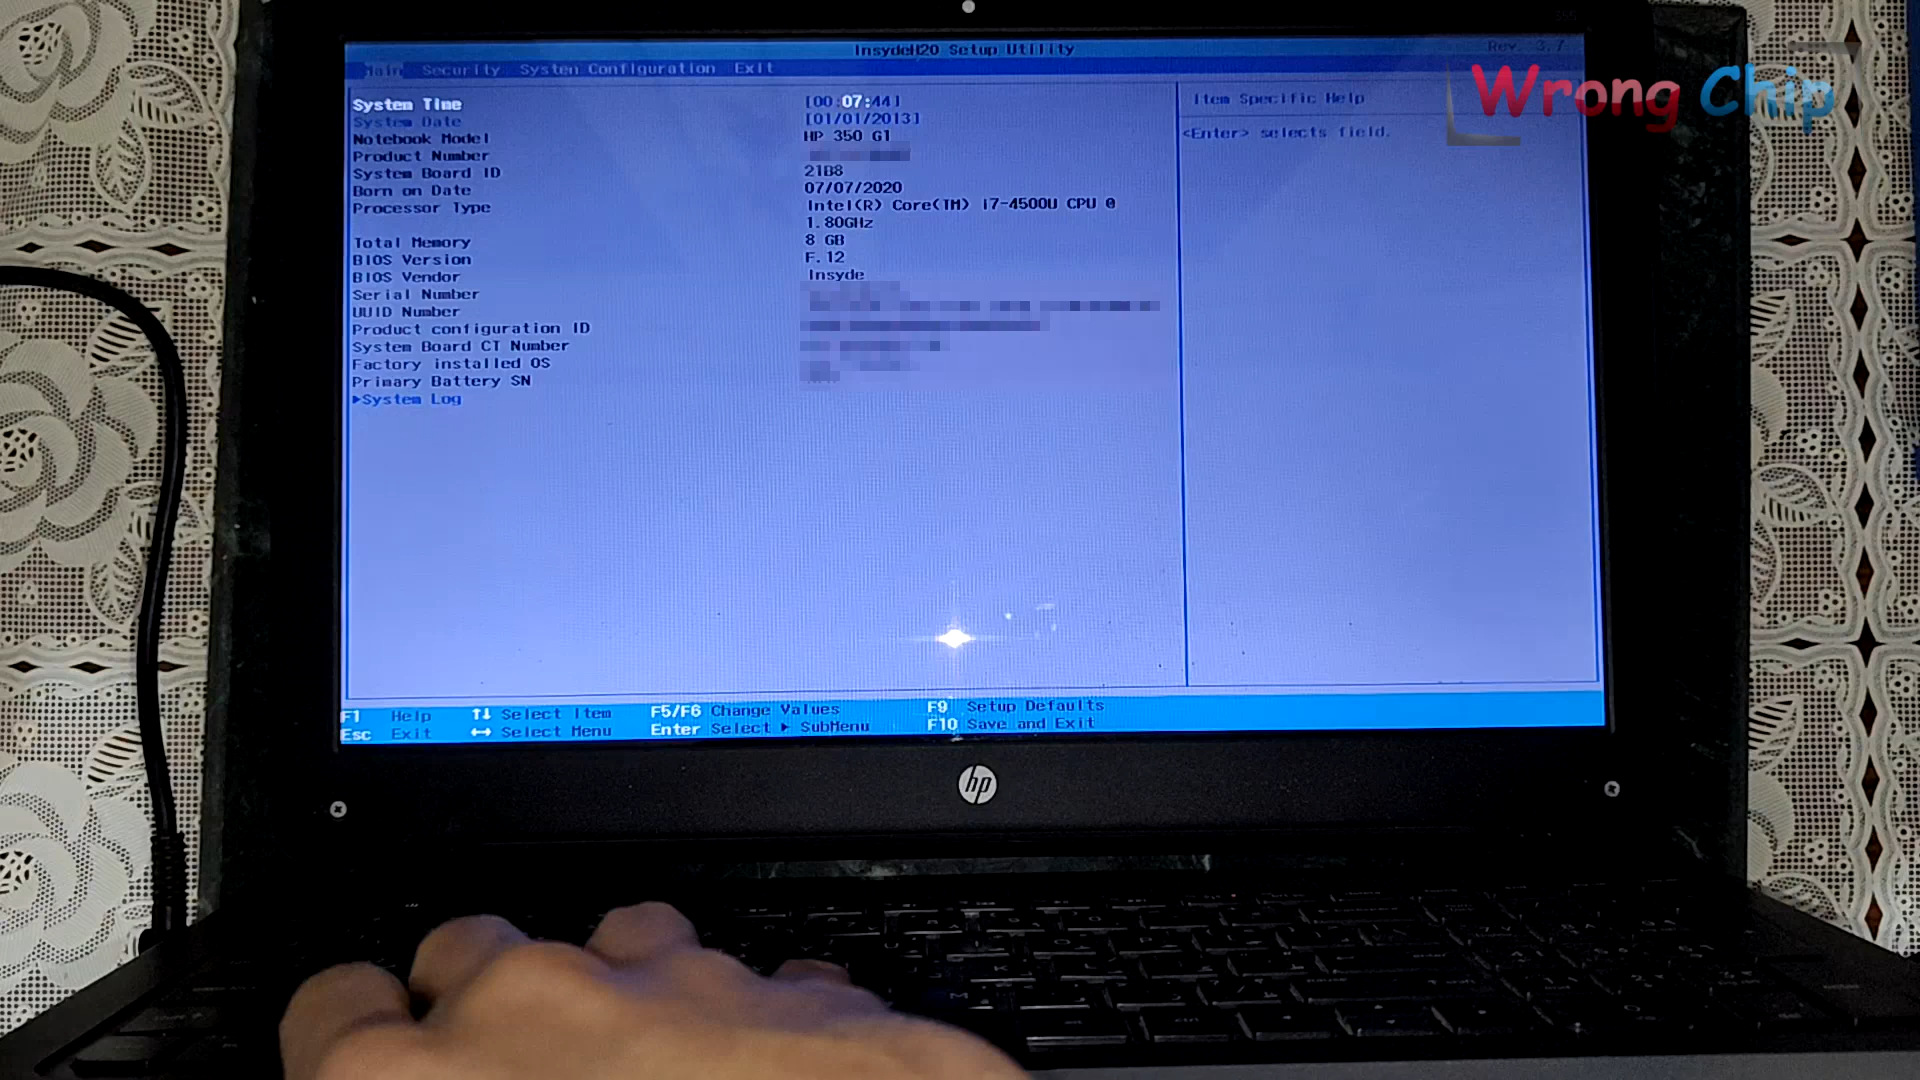 InsydeH20 Setup Utility
Rev. 3.7
Main Security System Configuration Exit
Wrong Chip
System Time [00:07:44]
System Date [01/01/2013]
Notebook Model HP 350 G1
Product Number
System Board ID 21B8
Born on Date 07/07/2020
Processor Type Intel(R) Core(TM) i7-4500U CPU @
1.80GHz
Total Memory 8 GB
BIOS Version F.12
BIOS Vendor Insyde
Serial Number
UUID Number
Product configuration ID
System Board CT Number
Factory installed OS
Primary Battery SN
▶System Log
Item Specific Help
<Enter> selects field.
F1 Help ↑↓ Select Item F5/F6 Change Values F9 Setup Defaults
Esc Exit ↔ Select Menu Enter Select ▶ SubMenu F10 Save and Exit
hp